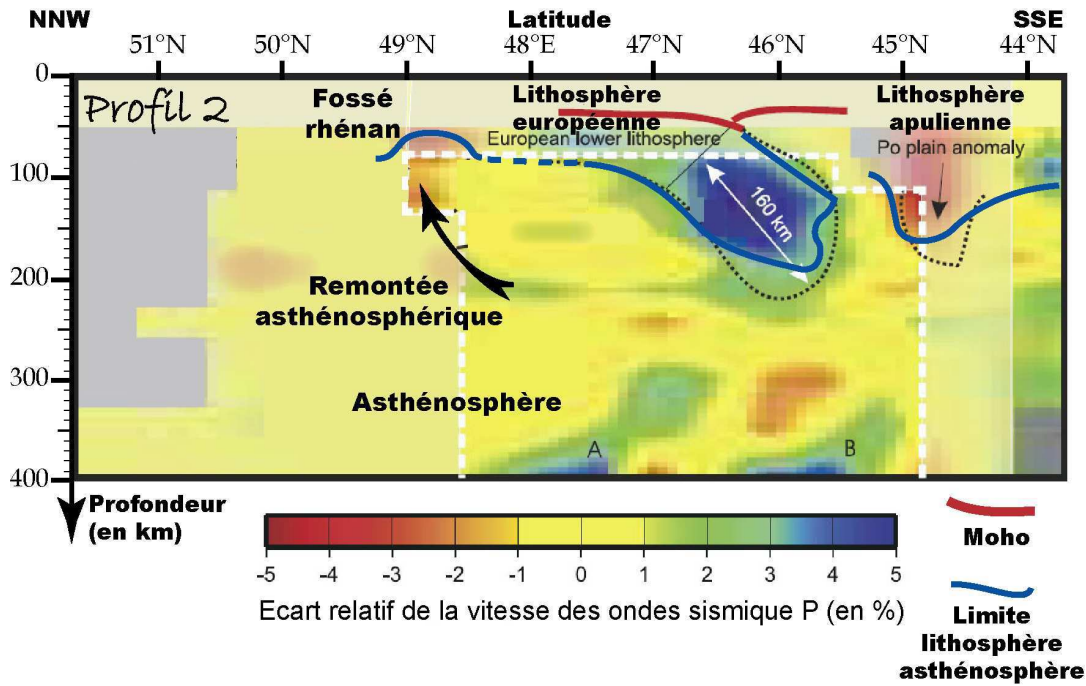 NNW
Latitude
SSE
51°N
50°N
49°N
48°E
47°N
46°N
45°N
44°N
0
100
200
300
400
Profil 2
Fossé
rhénan
Lithosphère
européenne
European lower lithosphere
Lithosphère
apulienne
Po plain anomaly
160 km
Remontée
asthénosphérique
Asthénosphère
A
B
Profondeur
(en km)
-5
-4
-3
-2
-1
0
1
2
3
4
5
Ecart relatif de la vitesse des ondes sismique P (en %)
Moho
Limite
lithosphère
asthénosphère